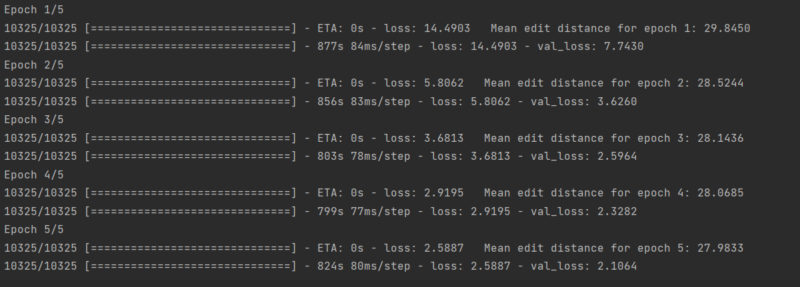 Epoch 1/5
10325/10325 [==============================] - ETA: 0s - loss: 14.4903   Mean edit distance for epoch 1: 29.8450
10325/10325 [==============================] - 877s 84ms/step - loss: 14.4903 - val_loss: 7.7430
Epoch 2/5
10325/10325 [==============================] - ETA: 0s - loss: 5.8062   Mean edit distance for epoch 2: 28.5244
10325/10325 [==============================] - 856s 83ms/step - loss: 5.8062 - val_loss: 3.6260
Epoch 3/5
10325/10325 [==============================] - ETA: 0s - loss: 3.6813   Mean edit distance for epoch 3: 28.1436
10325/10325 [==============================] - 803s 78ms/step - loss: 3.6813 - val_loss: 2.5964
Epoch 4/5
10325/10325 [==============================] - ETA: 0s - loss: 2.9195   Mean edit distance for epoch 4: 28.0685
10325/10325 [==============================] - 799s 77ms/step - loss: 2.9195 - val_loss: 2.3282
Epoch 5/5
10325/10325 [==============================] - ETA: 0s - loss: 2.5887   Mean edit distance for epoch 5: 27.9833
10325/10325 [==============================] - 824s 80ms/step - loss: 2.5887 - val_loss: 2.1064